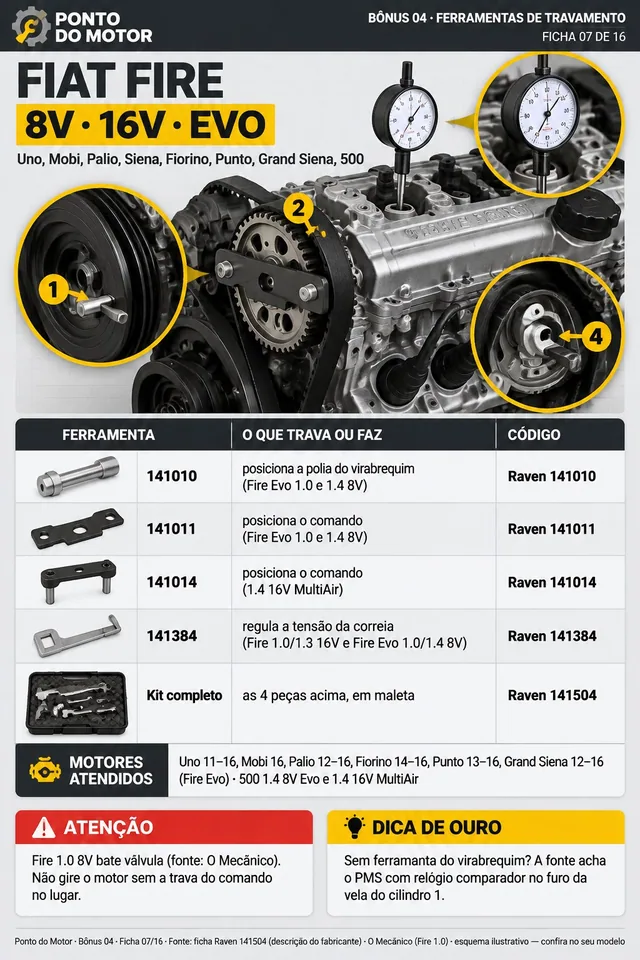 PONTO
DO MOTOR
BÔNUS 04 · FERRAMENTAS DE TRAVAMENTO
FICHA 07 DE 16
FIAT FIRE
8V · 16V · EVO
Uno, Mobi, Palio, Siena, Fiorino, Punto, Grand Siena, 500
1
2
4
FERRAMENTA
O QUE TRAVA OU FAZ
CÓDIGO
141010
posiciona a polia do virabrequim
(Fire Evo 1.0 e 1.4 8V)
Raven 141010
141011
posiciona o comando
(Fire Evo 1.0 e 1.4 8V)
Raven 141011
141014
posiciona o comando
(1.4 16V MultiAir)
Raven 141014
141384
regula a tensão da correia
(Fire 1.0/1.3 16V e Fire Evo 1.0/1.4 8V)
Raven 141384
Kit completo
as 4 peças acima, em maleta
Raven 141504
MOTORES
ATENDIDOS
Uno 11–16, Mobi 16, Palio 12–16, Fiorino 14–16, Punto 13–16, Grand Siena 12–16
(Fire Evo) · 500 1.4 8V Evo e 1.4 16V MultiAir
ATENÇÃO
Fire 1.0 8V bate válvula (fonte: O Mecânico).
Não gire o motor sem a trava do comando
no lugar.
DICA DE OURO
Sem ferramanta do virabrequim? A fonte acha
o PMS com relógio comparador no furo da
vela do cilindro 1.
Ponto do Motor · Bônus 04 · Ficha 07/16 · Fonte: ficha Raven 141504 (descrição do fabricante) · O Mecânico (Fire 1.0) · esquema ilustrativo — confira no seu modelo